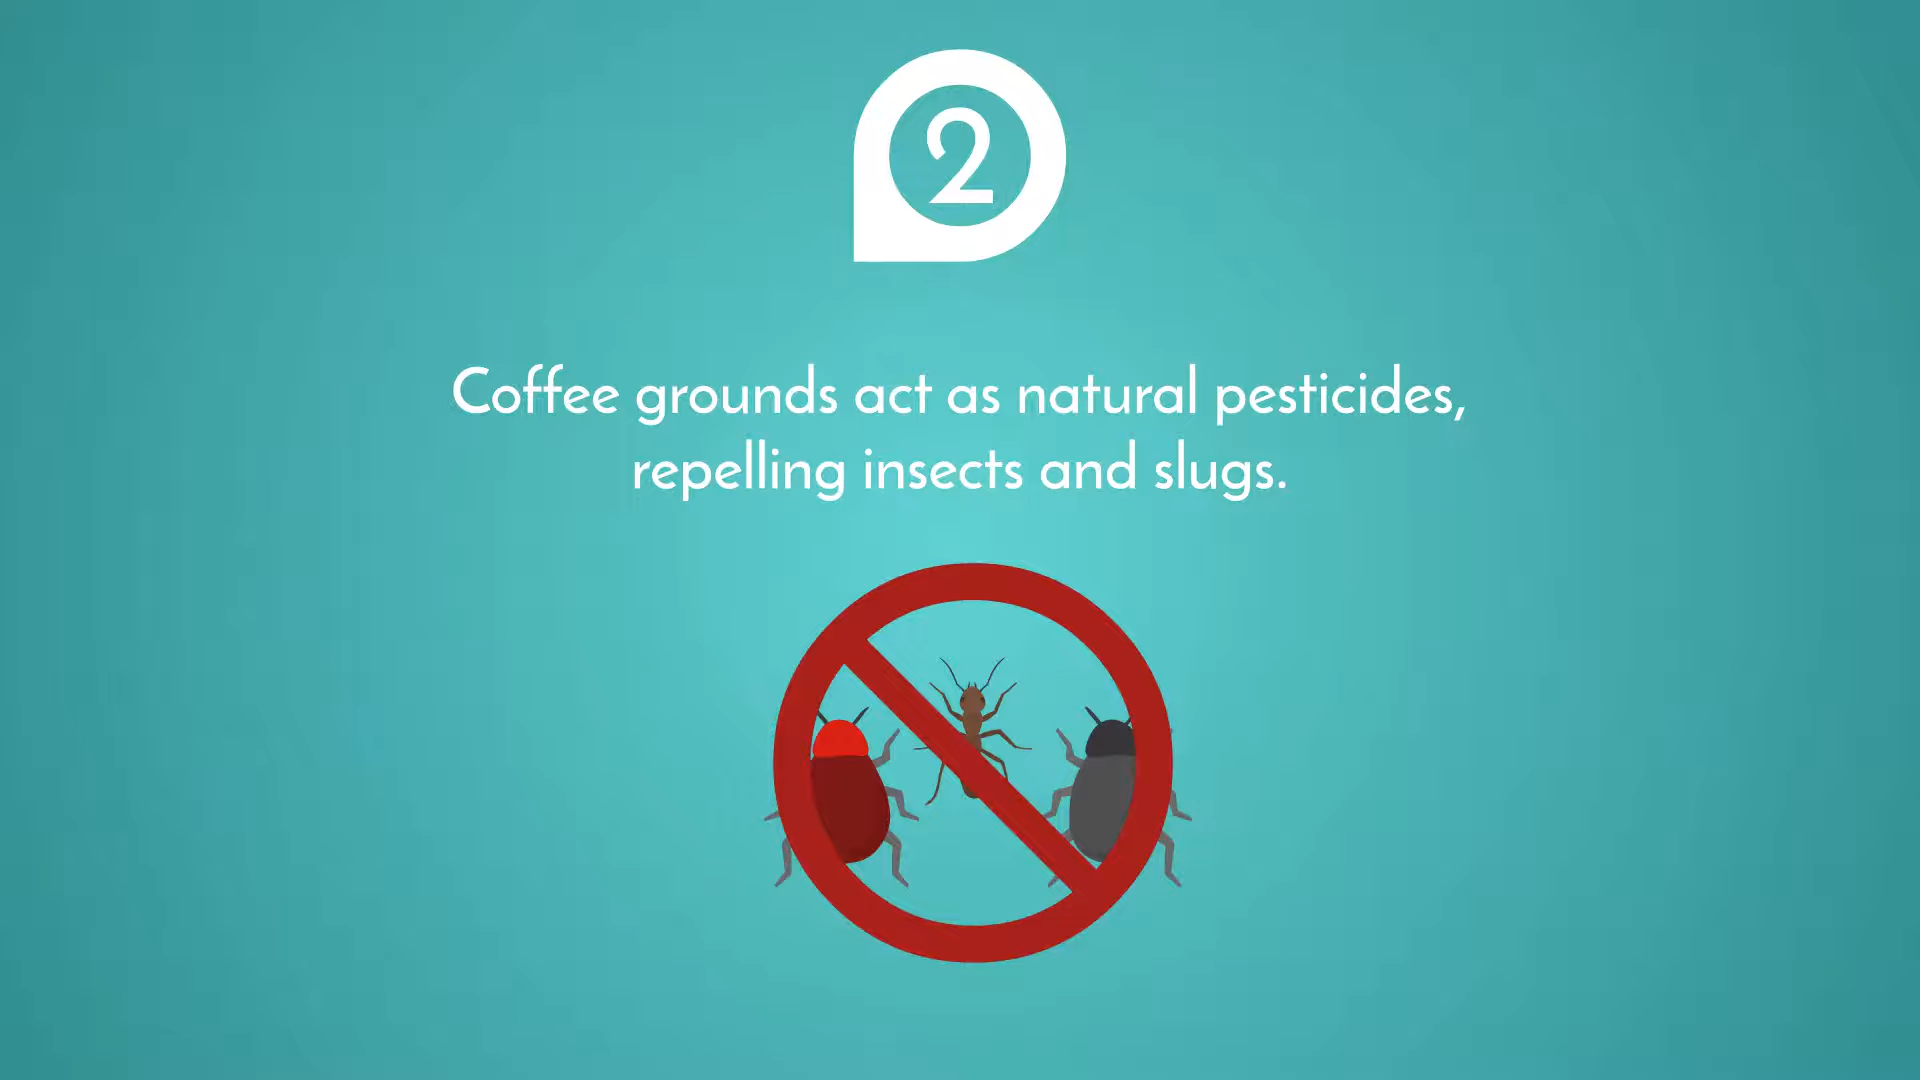 2
Coffee grounds act as natural pesticides,
repelling insects and slugs.